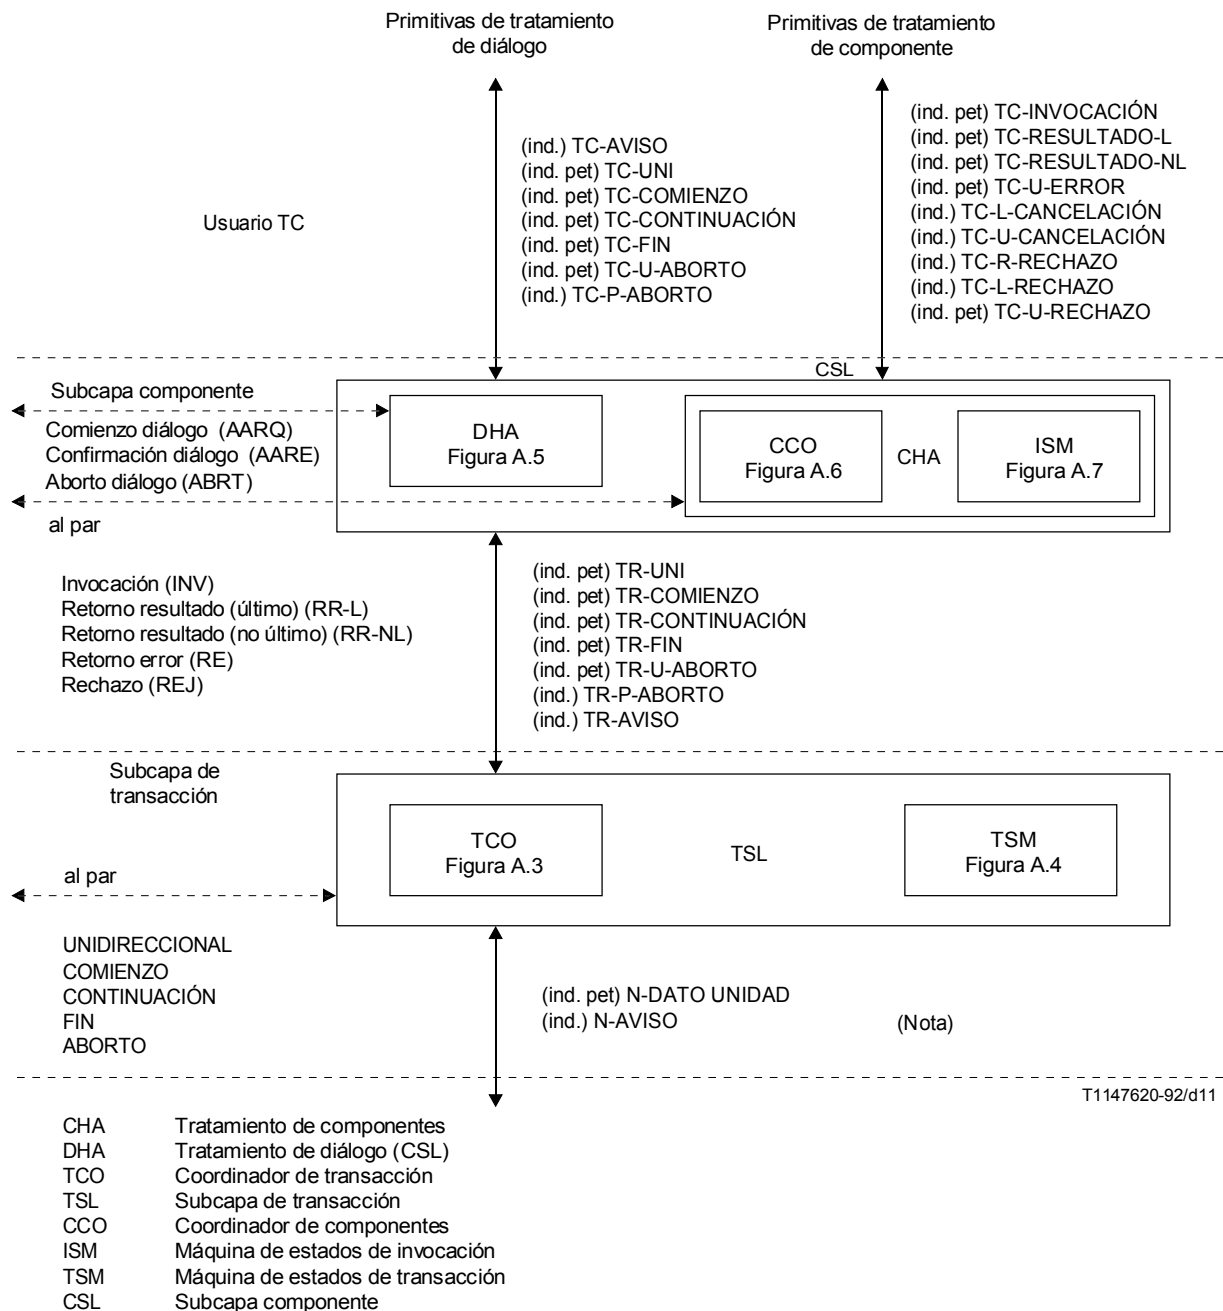 Primitivas de tratamiento
de diálogo
Primitivas de tratamiento
de componente
(ind.) TC-AVISO
(ind. pet) TC-UNI
(ind. pet) TC-COMIENZO
(ind. pet) TC-CONTINUACIÓN
(ind. pet) TC-FIN
(ind. pet) TC-U-ABORTO
(ind.) TC-P-ABORTO
(ind. pet) TC-INVOCACIÓN
(ind. pet) TC-RESULTADO-L
(ind. pet) TC-RESULTADO-NL
(ind. pet) TC-U-ERROR
(ind.) TC-L-CANCELACIÓN
(ind.) TC-U-CANCELACIÓN
(ind.) TC-R-RECHAZO
(ind.) TC-L-RECHAZO
(ind. pet) TC-U-RECHAZO
Usuario TC
CSL
Subcapa componente
Comienzo diálogo (AARQ)
Confirmación diálogo (AARE)
Aborto diálogo (ABRT)
al par
DHA
Figura A.5
CCO
Figura A.6
CHA
ISM
Figura A.7
Invocación (INV)
Retorno resultado (último) (RR-L)
Retorno resultado (no último) (RR-NL)
Retorno error (RE)
Rechazo (REJ)
(ind. pet) TR-UNI
(ind. pet) TR-COMIENZO
(ind. pet) TR-CONTINUACIÓN
(ind. pet) TR-FIN
(ind. pet) TR-U-ABORTO
(ind.) TR-P-ABORTO
(ind.) TR-AVISO
Subcapa de
transacción
TCO
Figura A.3
TSL
TSM
Figura A.4
al par
UNIDIRECCIONAL
COMIENZO
CONTINUACIÓN
FIN
ABORTO
(ind. pet) N-DATO UNIDAD
(ind.) N-AVISO
(Nota)
T1147620-92/d11
CHA Tratamiento de componentes
DHA Tratamiento de diálogo (CSL)
TCO Coordinador de transacción
TSL Subcapa de transacción
CCO Coordinador de componentes
ISM Máquina de estados de invocación
TSM Máquina de estados de transacción
CSL Subcapa componente